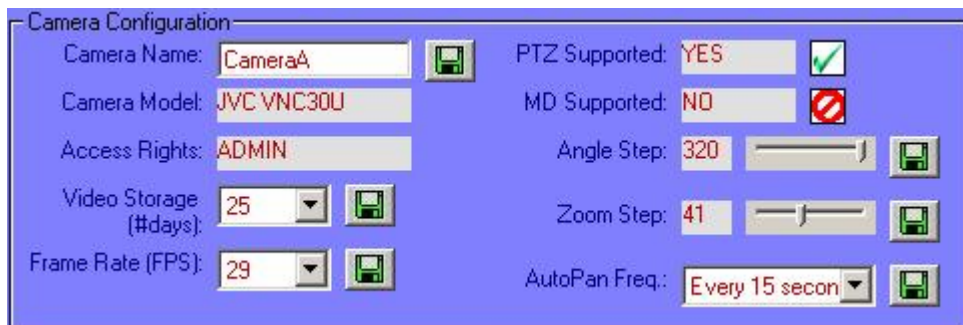 Camera Configuration
Camera Name: CameraA
Camera Model: JVC VNC30U
Access Rights: ADMIN
Video Storage
(#days): 25
Frame Rate (FPS): 29
PTZ Supported: YES
MD Supported: NO
Angle Step: 320
Zoom Step: 41
AutoPan Freq.: Every 15 secon